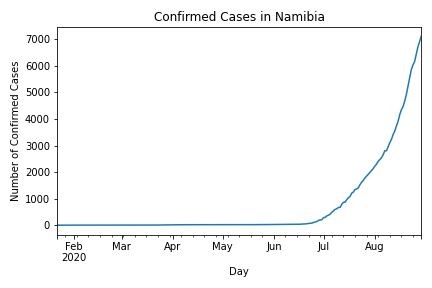 Confirmed Cases in Namibia
Number of Confirmed Cases
7000
6000
5000
4000
3000
2000
1000
0
Feb Mar Apr May Jun Jul Aug
2020
Day